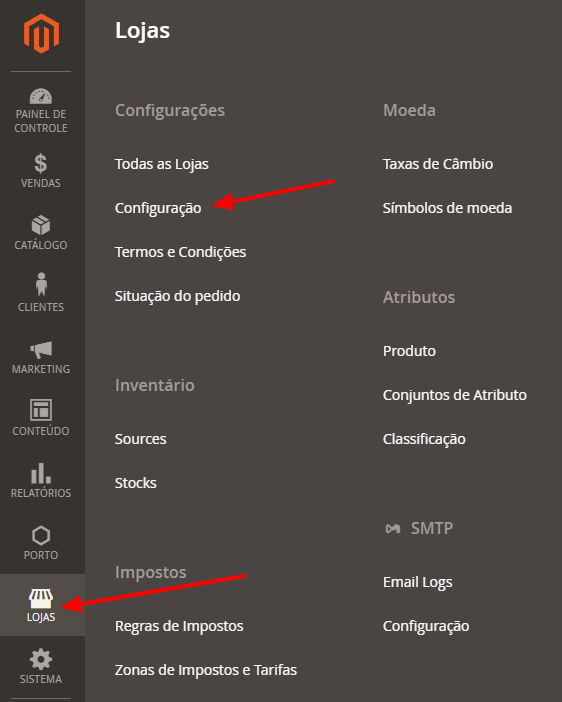 PAINEL DE
CONTROLE
VENDAS
CATÁLOGO
CLIENTES
MARKETING
CONTEÚDO
RELATÓRIOS
PORTO
LOJAS
SISTEMA
Lojas
Configurações
Todas as Lojas
Configuração
Termos e Condições
Situação do pedido
Inventário
Sources
Stocks
Impostos
Regras de Impostos
Zonas de Impostos e Tarifas
Moeda
Taxas de Câmbio
Símbolos de moeda
Atributos
Produto
Conjuntos de Atributo
Classificação
SMTP
Email Logs
Configuração